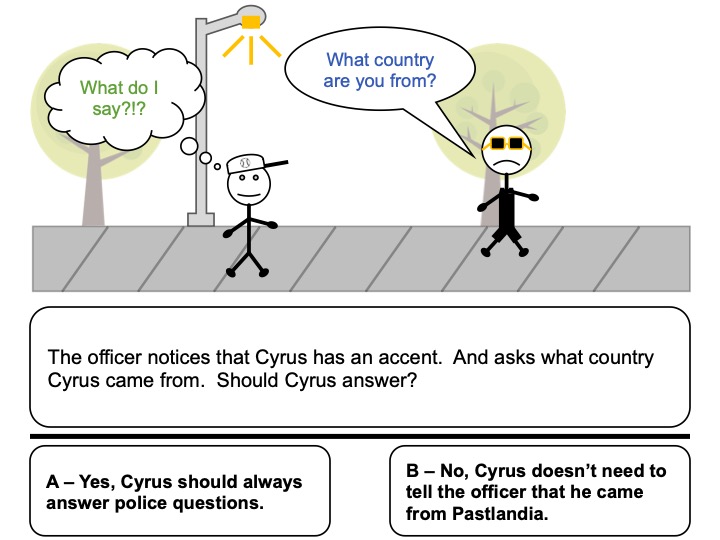 What do I
say?!?
What country
are you from?
The officer notices that Cyrus has an accent.  And asks what country
Cyrus came from.  Should Cyrus answer?
A – Yes, Cyrus should always
answer police questions.
B – No, Cyrus doesn’t need to
tell the officer that he came
from Pastlandia.